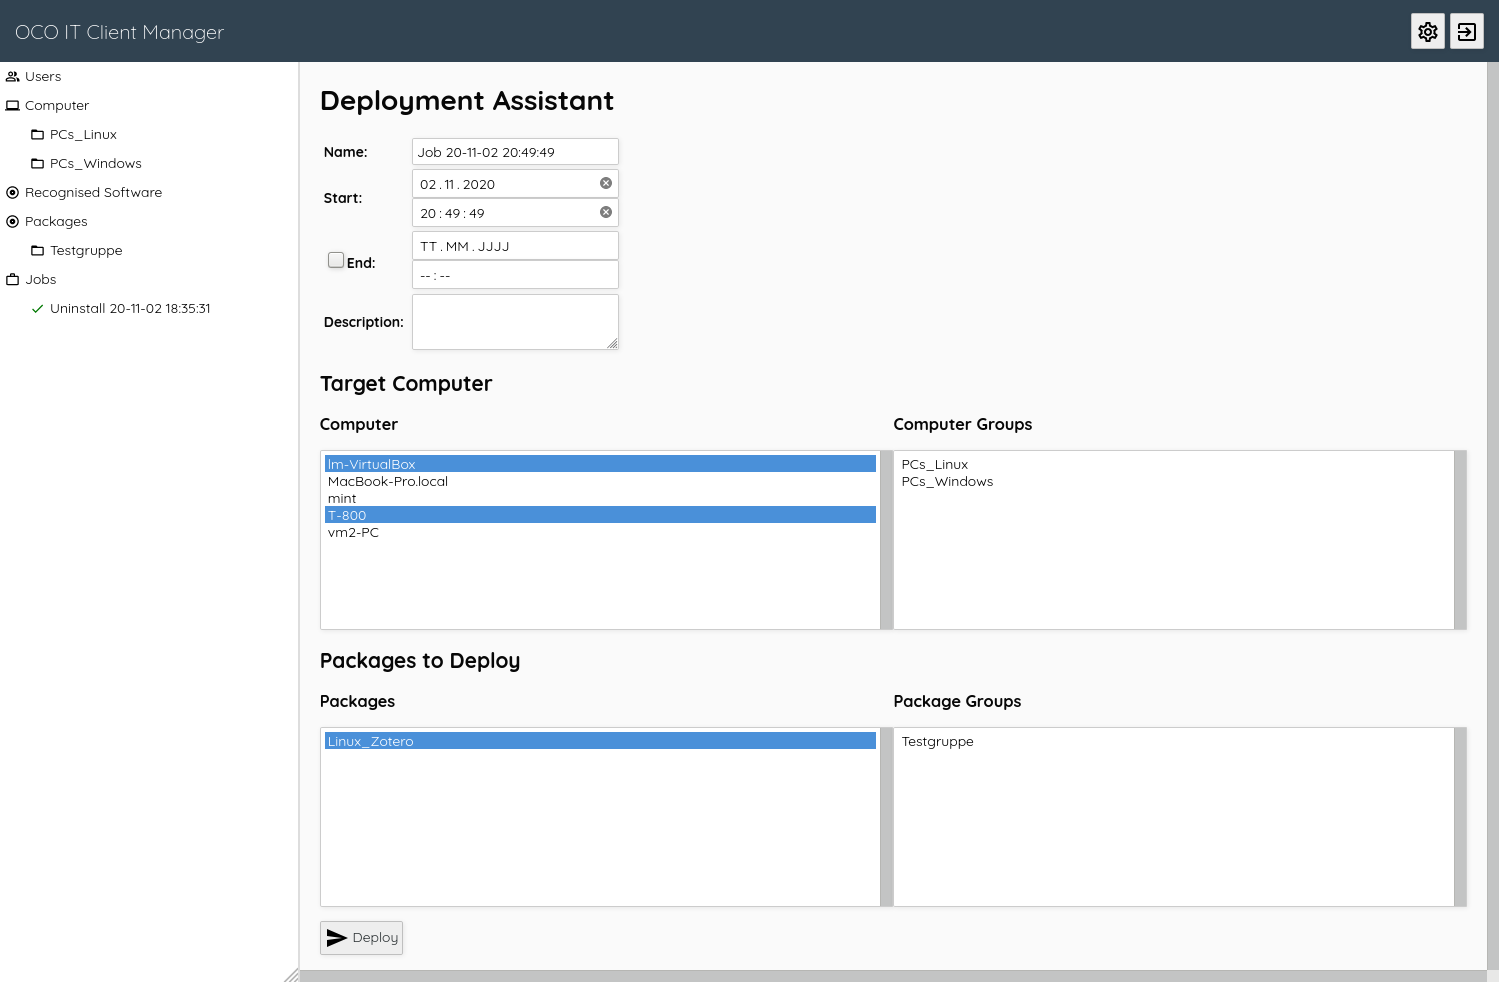 OCO IT Client Manager
Users
Computer
PCs_Linux
PCs_Windows
Recognised Software
Packages
Testgruppe
Jobs
Uninstall 20-11-02 18:35:31
Deployment Assistant
Name: Job 20-11-02 20:49:49
Start: 02 . 11 . 2020
20 : 49 : 49
End: TT . MM . JJJJ
-- : --
Description:
Target Computer
Computer
lm-VirtualBox
MacBook-Pro.local
mint
T-800
vm2-PC
Computer Groups
PCs_Linux
PCs_Windows
Packages to Deploy
Packages
Linux_Zotero
Package Groups
Testgruppe
Deploy